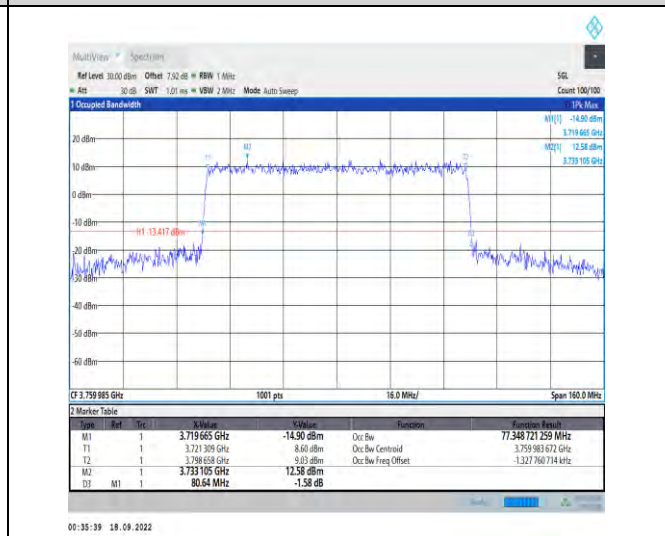 MultiView Spectrum
Ref Level 30.00 dBm Offset 7.92 dB RBW 1 MHz SGL
Att 30 dB SWT 1.01 ms VBW 2 MHz Mode Auto Sweep Count 100/100
1 Occupied Bandwidth 1Pk Max
M1[1] -14.90 dBm
3.719 665 GHz
M2[1] 12.58 dBm
3.733 105 GHz
20 dBm
M2
10 dBm
0 dBm
-10 dBm
H1 -13.417 dBm
-20 dBm
-30 dBm
-40 dBm
-50 dBm
-60 dBm
CF 3.759 985 GHz 1001 pts 16.0 MHz/ Span 160.0 MHz
2 Marker Table
Type Ref Trc X-Value Y-Value Function Function Result
M1 1 3.719 665 GHz -14.90 dBm Occ Bw 77.348 721 259 MHz
T1 1 3.721 309 GHz 8.60 dBm Occ Bw Centroid 3.759 983 672 GHz
T2 1 3.798 658 GHz 9.03 dBm Occ Bw Freq Offset -1.327 760 714 kHz
M2 1 3.733 105 GHz 12.58 dBm
D3 M1 1 80.64 MHz -1.58 dB
00:35:39 18.09.2022